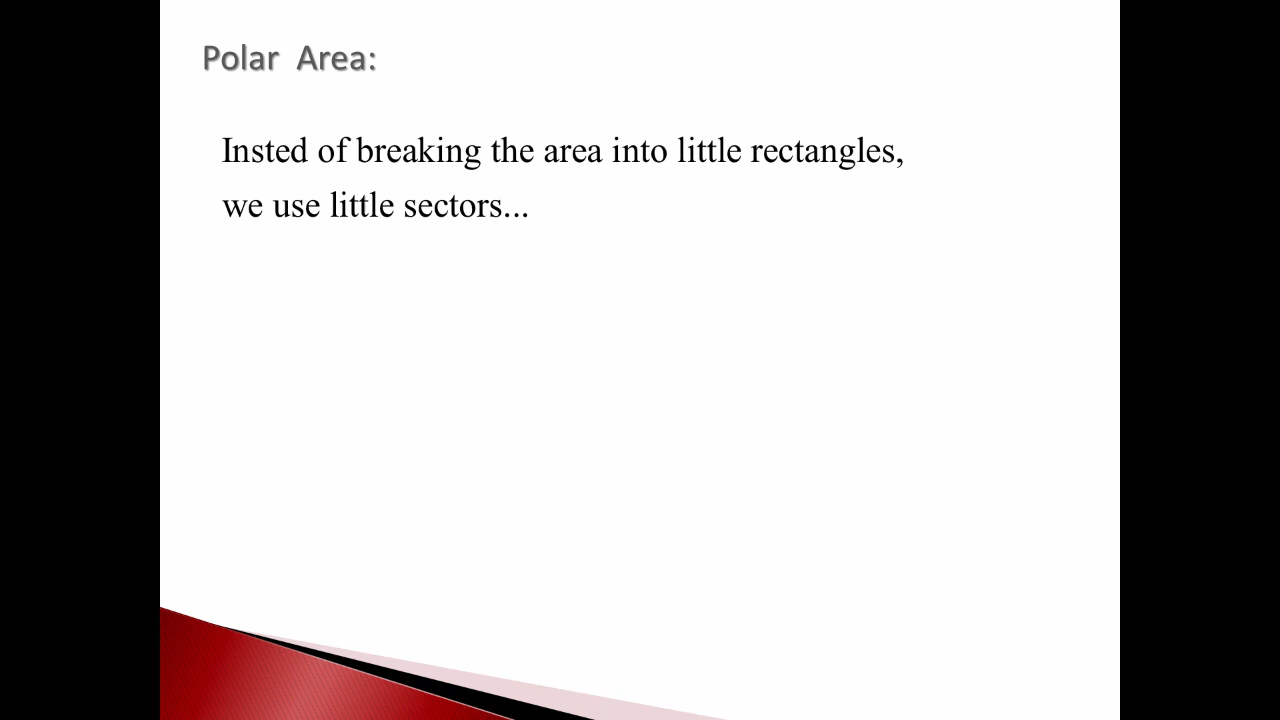 Polar Area:
Insted of breaking the area into little rectangles,
we use little sectors...